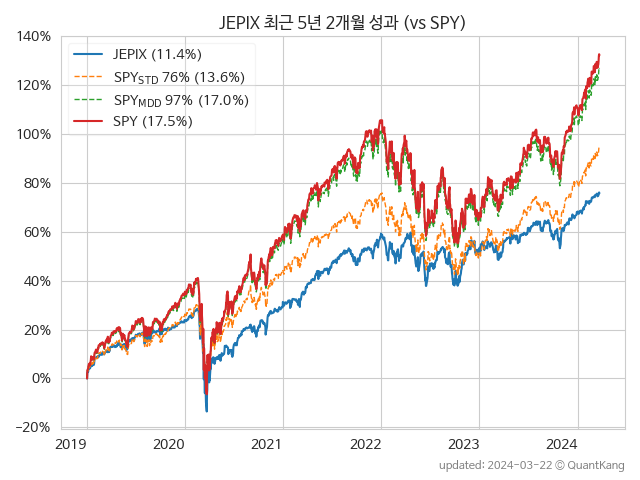 JEPIX 최근 5년 2개월 성과 (vs SPY)
140%
120%
100%
80%
60%
40%
20%
0%
−20%
JEPIX (11.4%)
SPY_STD 76% (13.6%)
SPY_MDD 97% (17.0%)
SPY (17.5%)
2019 2020 2021 2022 2023 2024
updated: 2024-03-22 © QuantKang